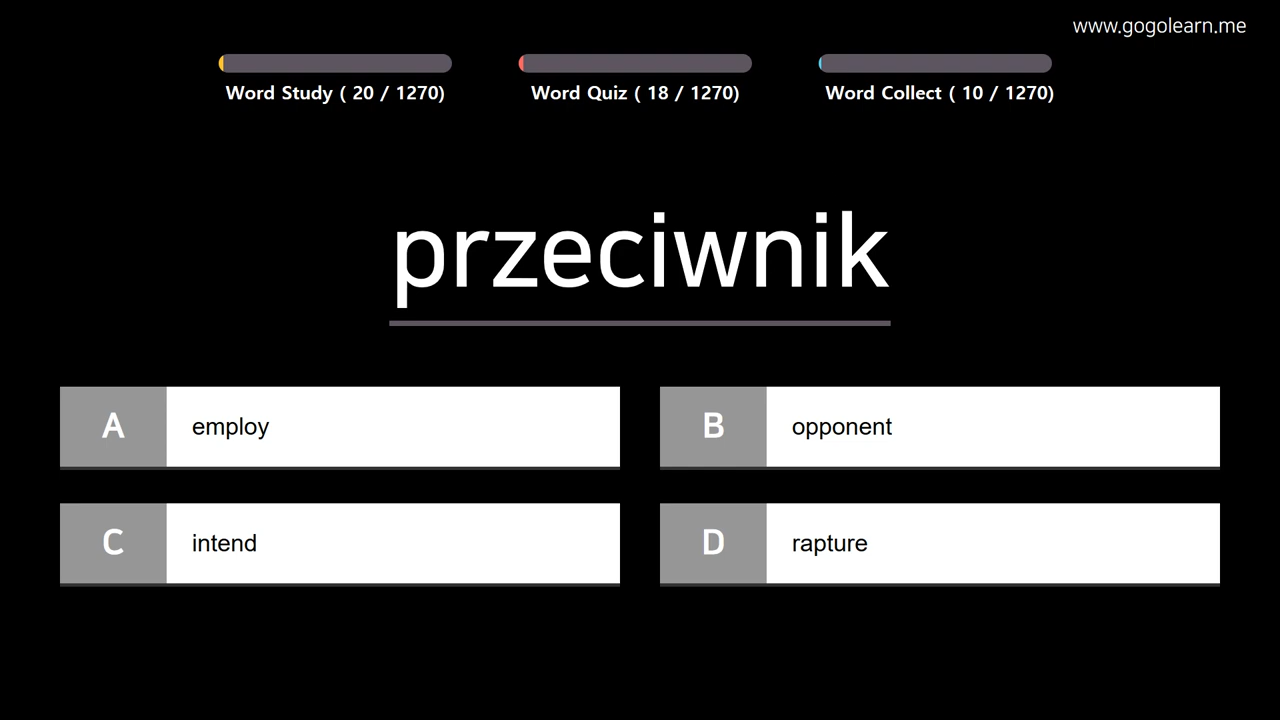 www.gogolearn.me
Word Study ( 20 / 1270)
Word Quiz ( 18 / 1270)
Word Collect ( 10 / 1270)
przeciwnik
A employ
B opponent
C intend
D rapture